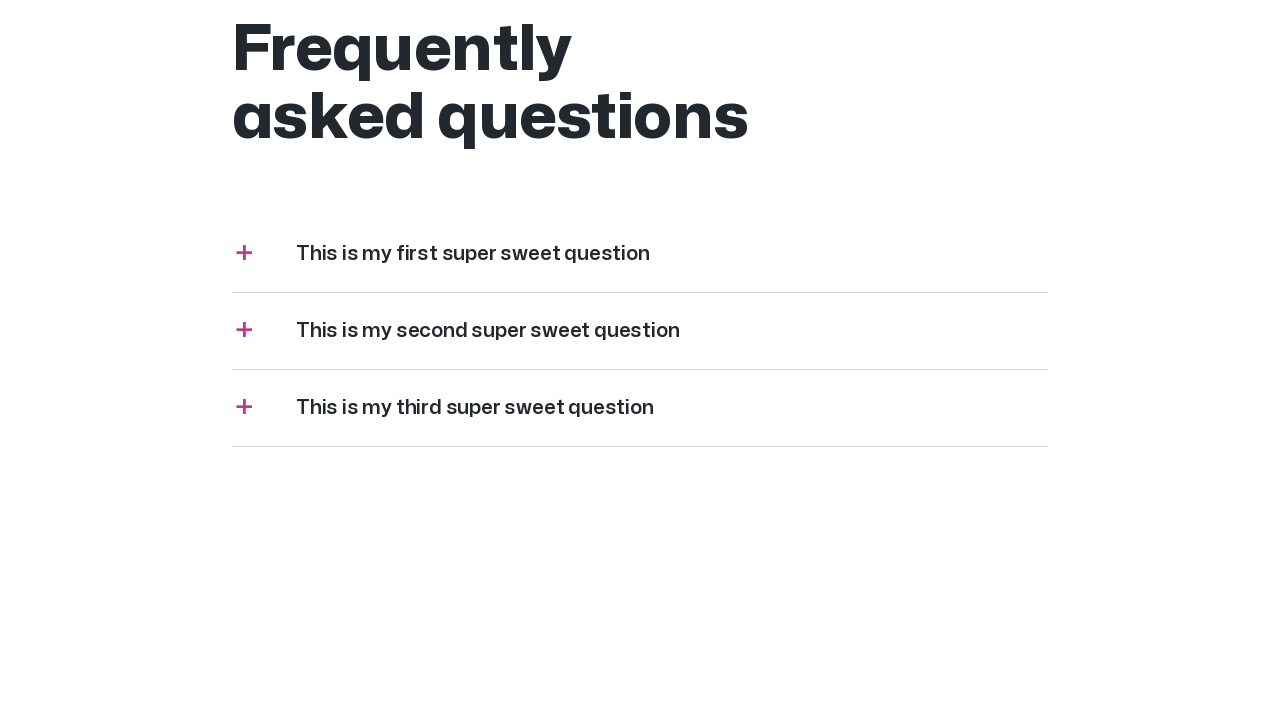 Frequently
asked questions
+ This is my first super sweet question
+ This is my second super sweet question
+ This is my third super sweet question